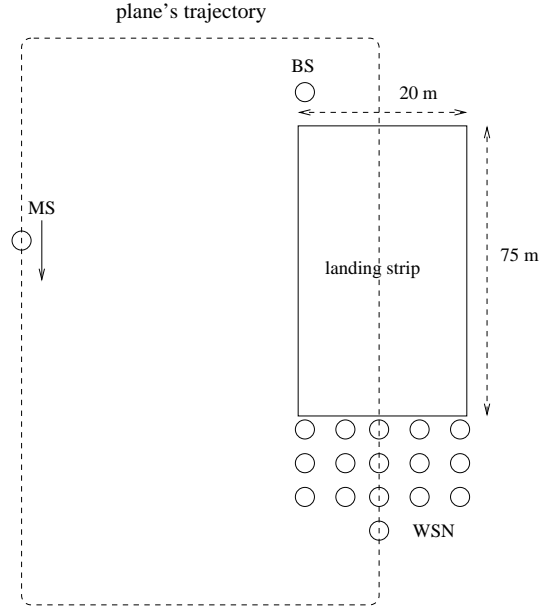 plane's trajectory
BS
20 m
MS
75 m
landing strip
WSN